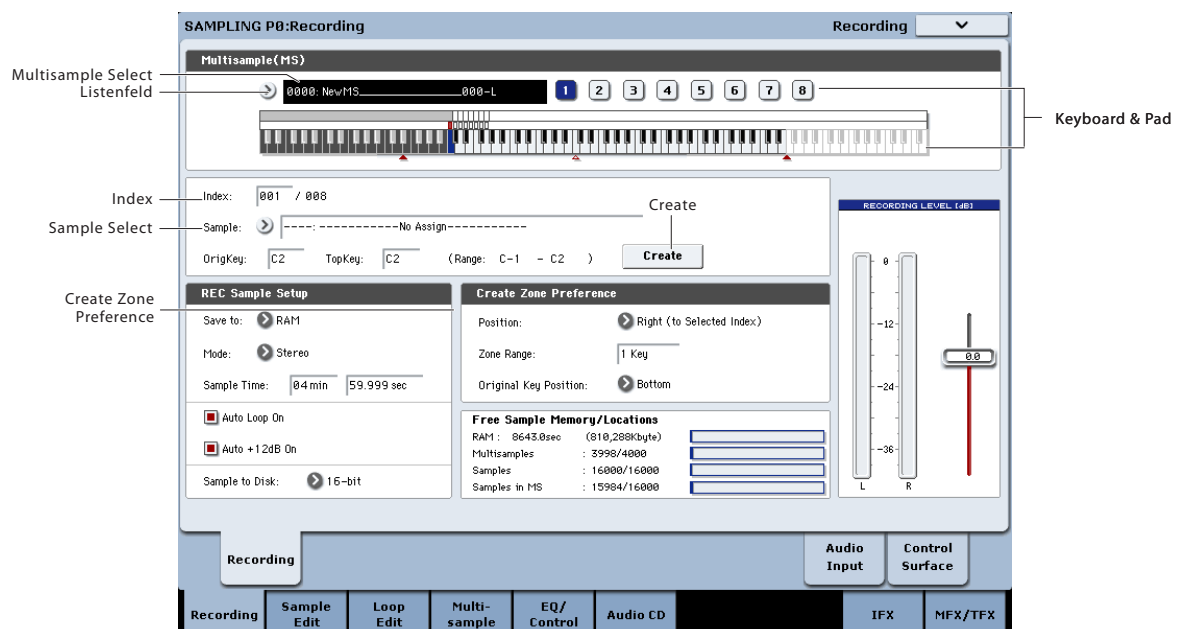 SAMPLING P0:Recording
Recording
Multisample(MS)
Multisample Select
Listenfeld
0000: NewMS_______________000-L
1 2 3 4 5 6 7 8
Keyboard & Pad
Index
Index: 001 / 008
Create
Sample Select
Sample: ----: ------------No Assign------------
OrigKey: C2 TopKey: C2 (Range: C-1 - C2 ) Create
RECORDING LEVEL [dB]
0
-12
-24
-36
L R
0.0
Create Zone
Preference
REC Sample Setup
Save to: RAM
Mode: Stereo
Sample Time: 04 min 59.999 sec
Auto Loop On
Auto +12dB On
Sample to Disk: 16-bit
Create Zone Preference
Position: Right (to Selected Index)
Zone Range: 1 Key
Original Key Position: Bottom
Free Sample Memory/Locations
RAM : 8643.0sec (810,288Kbyte)
Multisamples : 3998/4000
Samples : 16000/16000
Samples in MS : 15984/16000
Recording
Audio
Input
Control
Surface
Recording
Sample
Edit
Loop
Edit
Multi-
sample
EQ/
Control
Audio CD
IFX
MFX/TFX